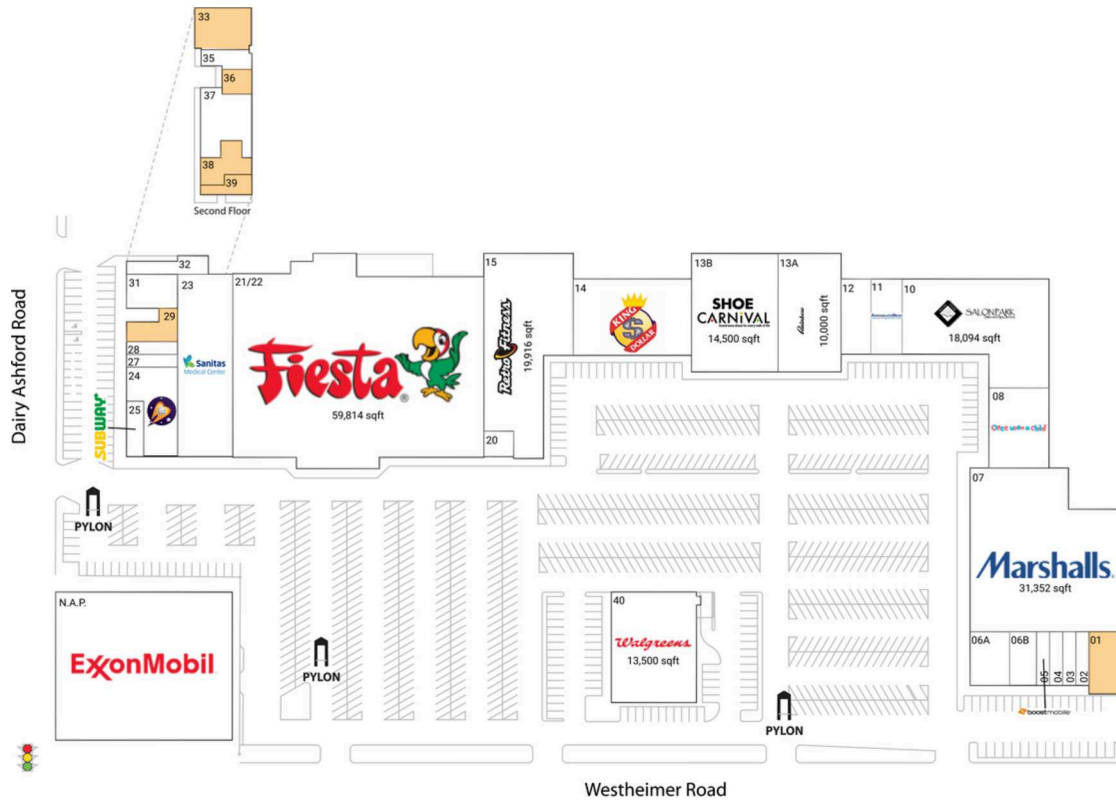 33
35
36
37
38
39
Second Floor
Dairy Ashford Road
32
31
29
28
27
24
25
SUBWAY
23
Sanitas
Medical Center
21/22
Fiesta
59,814 sqft
15
Retro Fitness
19,916 sqft
20
14
KING
$
DOLLAR
13B
SHOE
CARNIVAL
14,500 sqft
13A
10,000 sqft
12
11
10
SALONPARK
18,094 sqft
08
Once upon a child
07
Marshalls
31,352 sqft
06A
06B
05
04
03
02
01
boostmobile
PYLON
N.A.P.
ExxonMobil
PYLON
40
Walgreens
13,500 sqft
PYLON
Westheimer Road